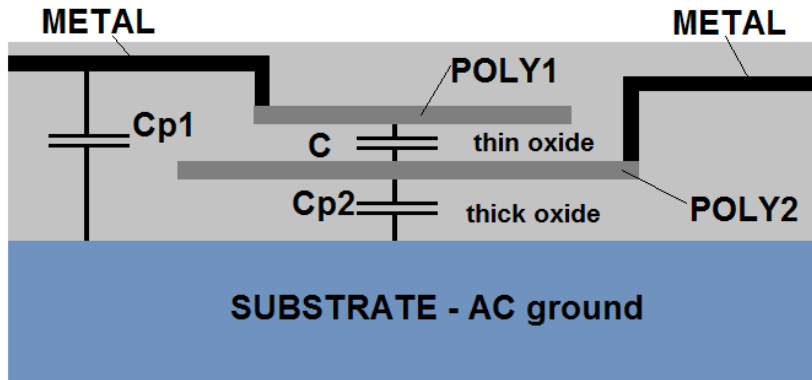 METAL
METAL
POLY1
Cp1
C
thin oxide
Cp2
thick oxide
POLY2
SUBSTRATE - AC ground